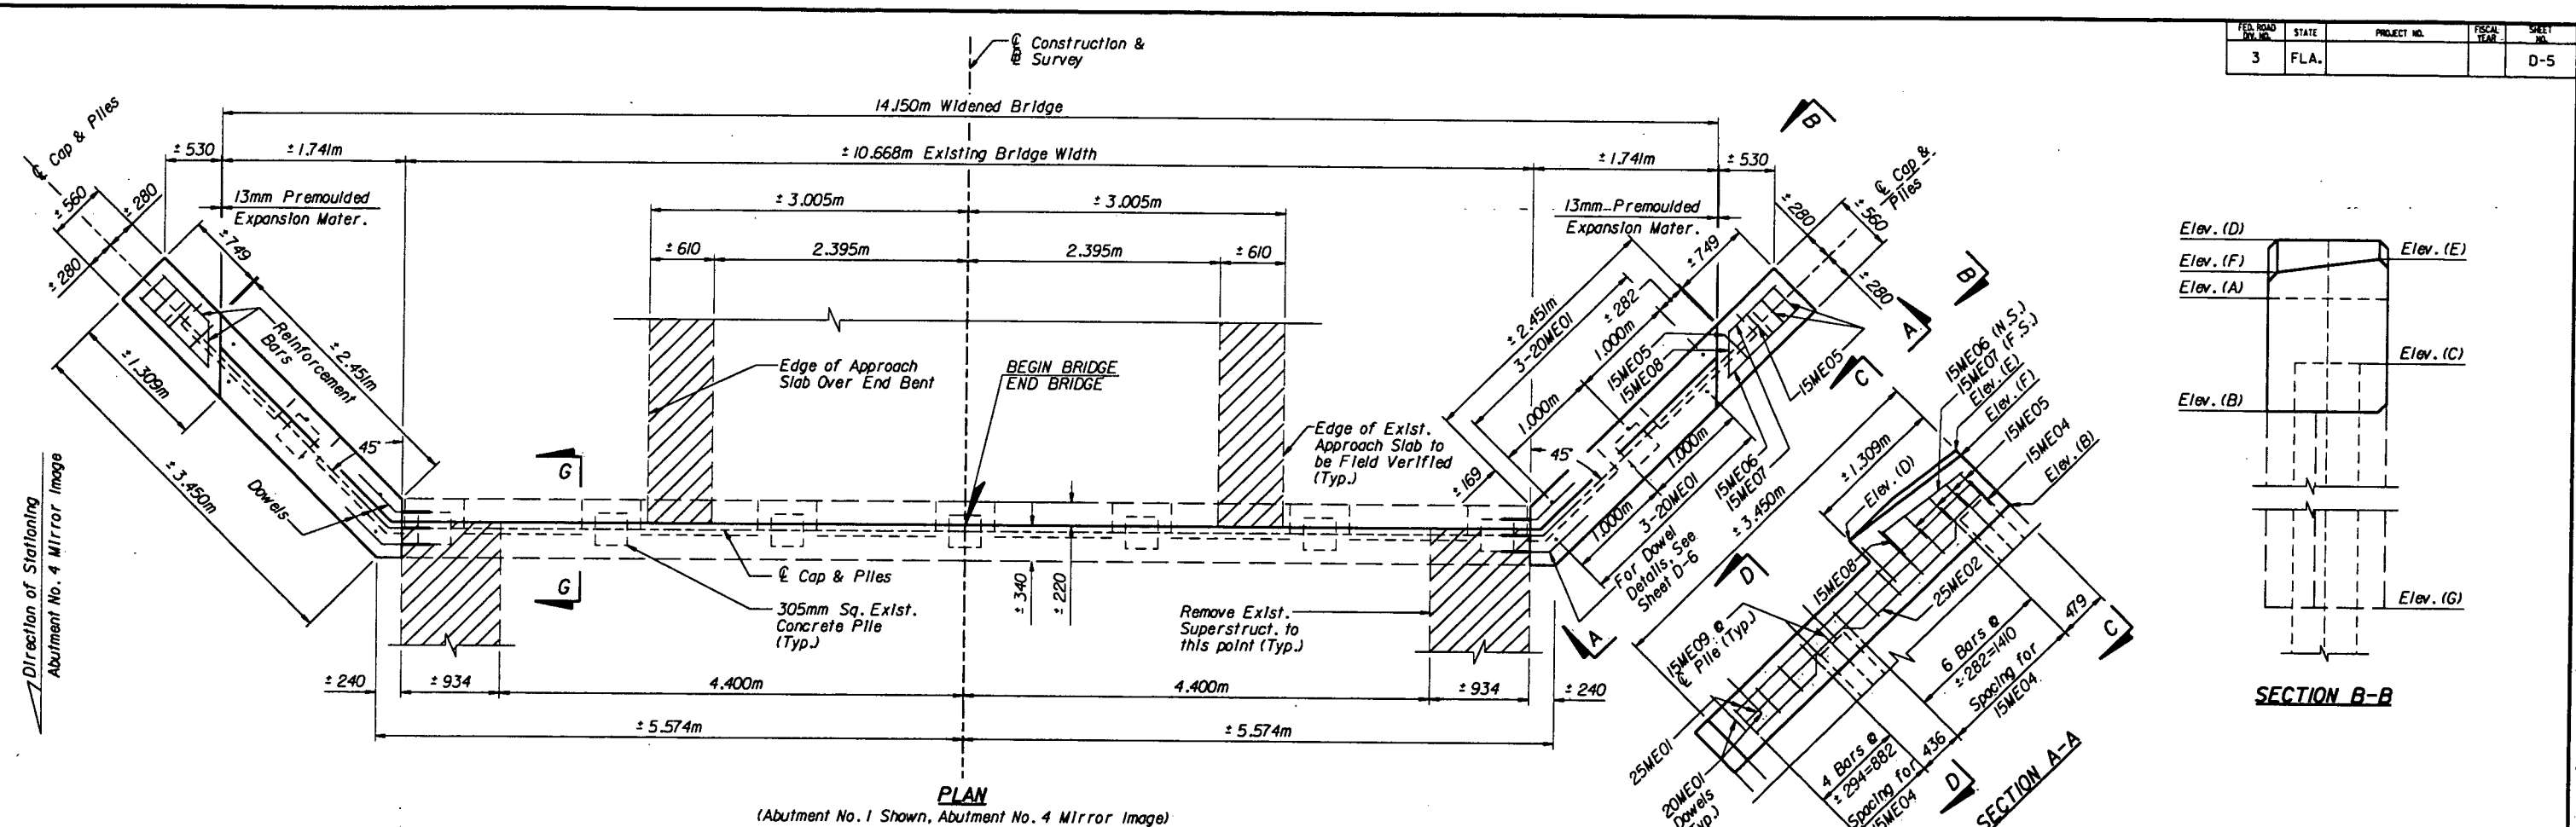 FED. ROAD DIV. NO.
STATE
PROJECT NO.
FISCAL YEAR
SHEET NO.
3
FLA.
D-5
℄ Construction &
Survey
14.150m Widened Bridge
℄ Cap & Piles
± 530
± 1.741m
± 10.668m Existing Bridge Width
± 1.741m
± 530
B
℄ Cap &
Piles
± 560
± 280
± 280
13mm Premoulded
Expansion Mater.
± 749
± 3.005m
± 3.005m
± 610
2.395m
2.395m
± 610
13mm Premoulded
Expansion Mater.
± 280
± 560
± 749
± 280
B
A
Reinforcement
Bars
± 2.451m
± 1.309m
± 3.450m
Dowels
45°
Edge of Approach
Slab Over End Bent
BEGIN BRIDGE
END BRIDGE
Edge of Exist.
Approach Slab to
be Field Verified
(Typ.)
± 2.451m
3-20ME01
± 282
1.000m
1.000m
15ME05
15ME08
15ME05
± 169
45°
1.000m
1.000m
15ME06
15ME07
3-20ME01
± 3.450m
For Dowel
Details, See
Sheet D-6
A
G
G
℄ Cap & Piles
305mm Sq. Exist.
Concrete Pile
(Typ.)
± 340
± 220
Remove Exist.
Superstruct. to
this point (Typ.)
Direction of Stationing
Abutment No. 4 Mirror Image
± 240
± 934
4.400m
4.400m
± 934
± 240
± 5.574m
± 5.574m
PLAN
(Abutment No. 1 Shown, Abutment No. 4 Mirror Image)
C
15ME06 (N.S.)
15ME07 (F.S.)
Elev. (E)
Elev. (F)
15ME05
15ME04
Elev. (B)
± 1.309m
Elev. (D)
D
15ME08
25ME02
15ME09 @
℄ Pile (Typ.)
6 Bars @
± 282=1410
Spacing for
15ME04
479
C
25ME01
20ME01
Dowels
4 Bars @
± 294=882
Spacing for
15ME04
436
D
SECTION A-A
Elev. (D)
Elev. (E)
Elev. (F)
Elev. (A)
Elev. (C)
Elev. (B)
Elev. (G)
SECTION B-B